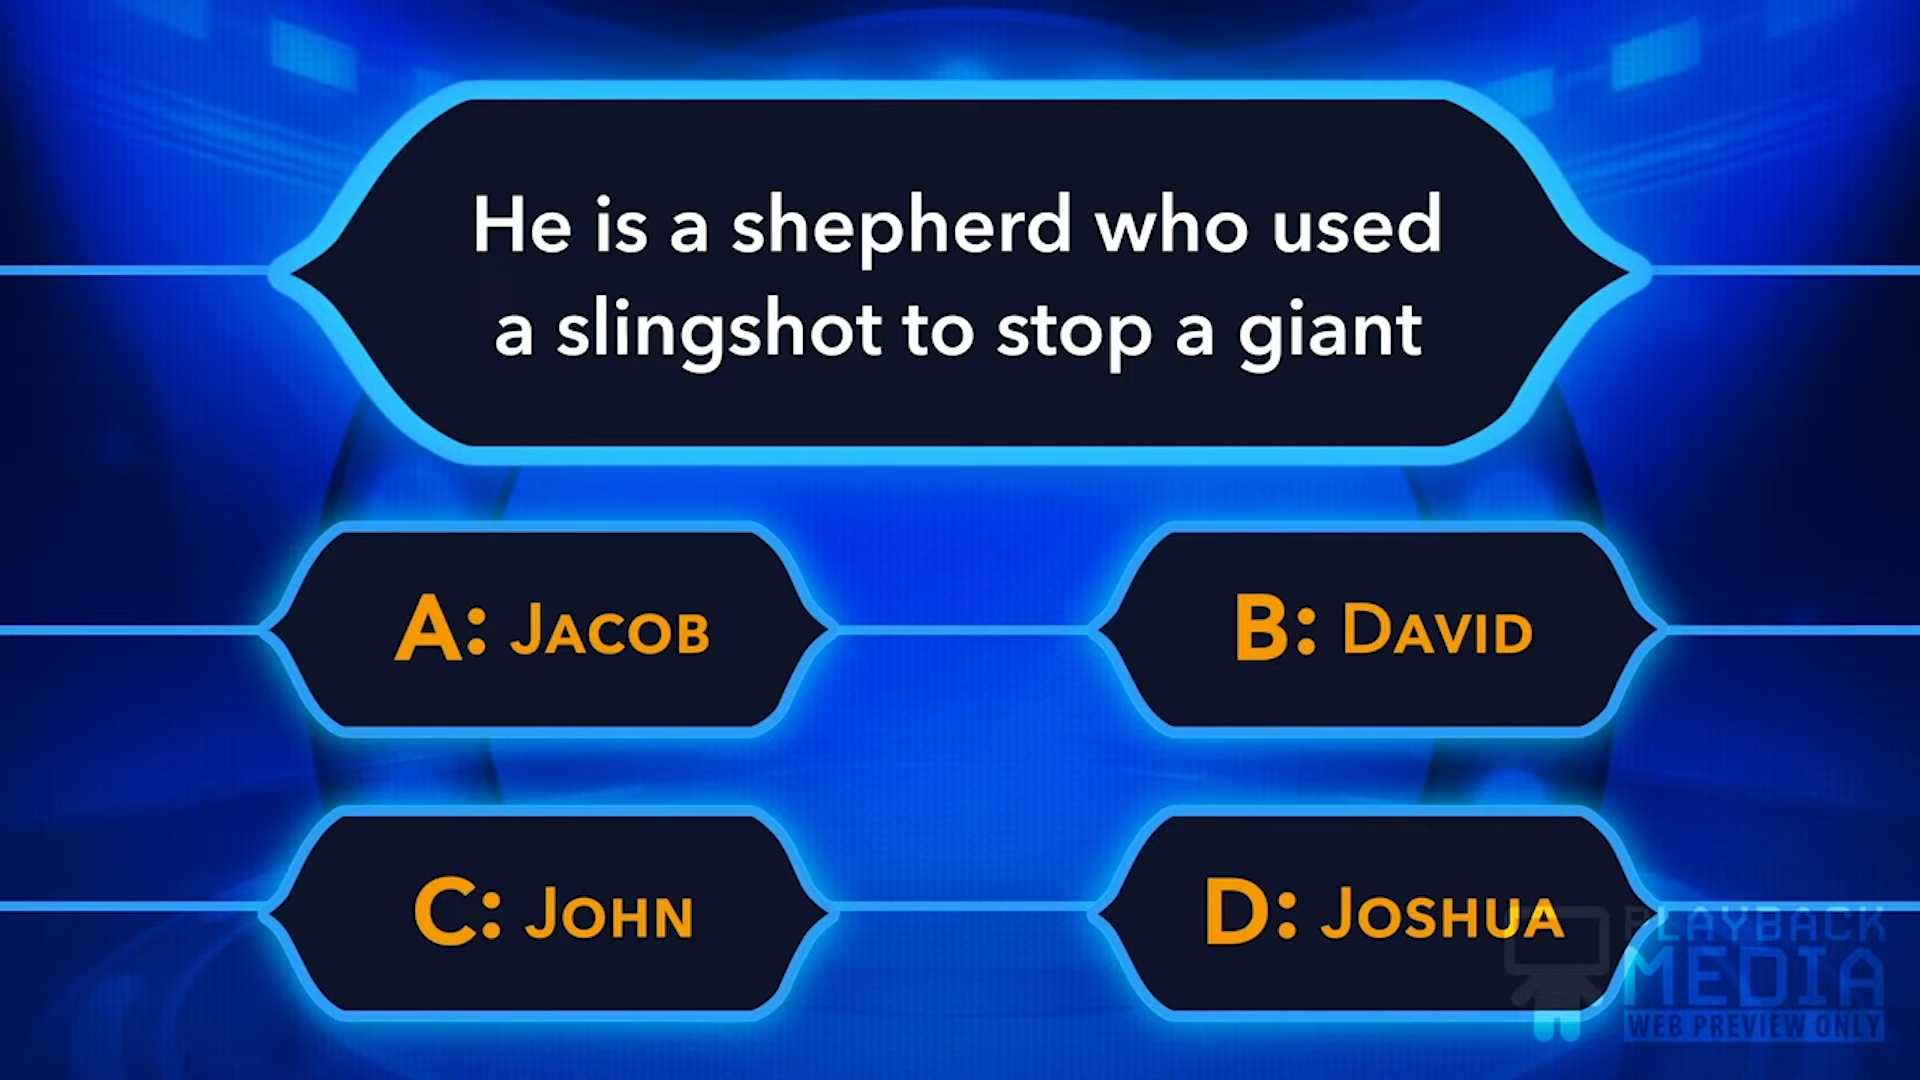 He is a shepherd who used
a slingshot to stop a giant
A: JACOB
B: DAVID
C: JOHN
D: JOSHUA
PLAYBACK
MEDIA
WEB PREVIEW ONLY